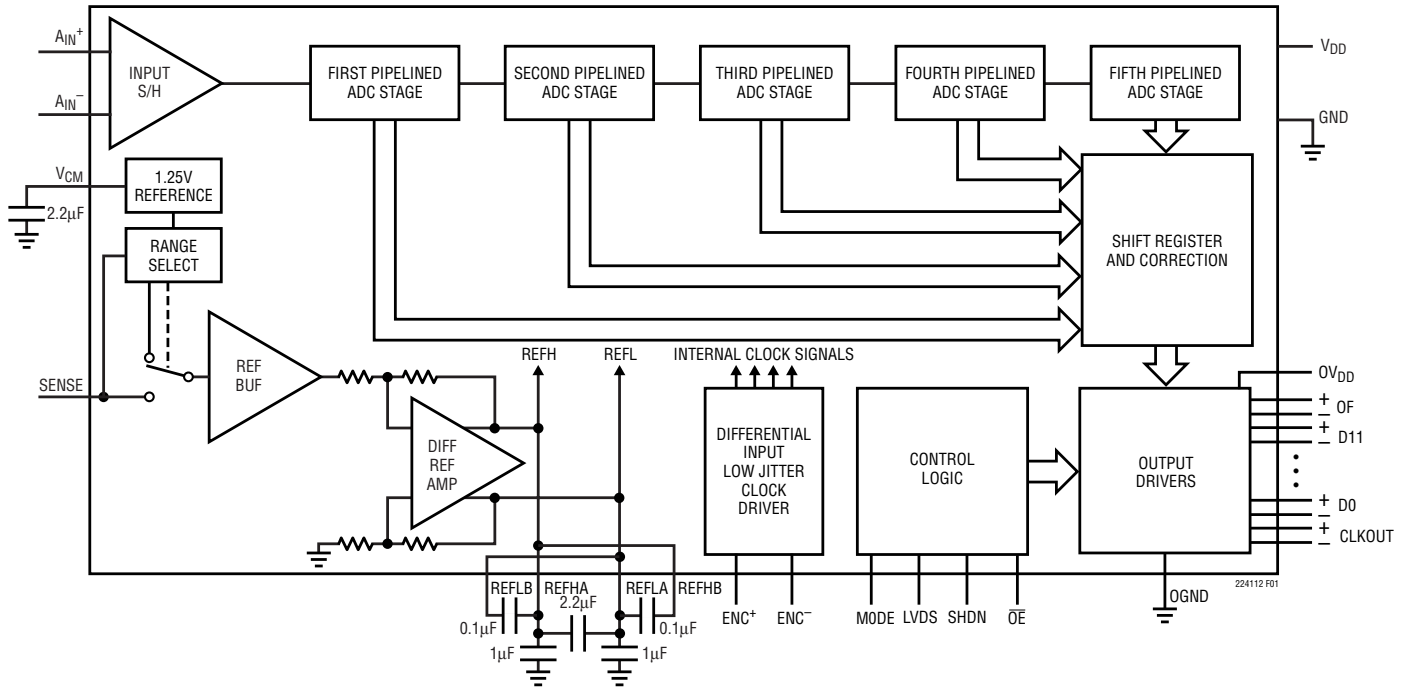 AIN+
AIN−
INPUT
S/H
FIRST PIPELINED
ADC STAGE
SECOND PIPELINED
ADC STAGE
THIRD PIPELINED
ADC STAGE
FOURTH PIPELINED
ADC STAGE
FIFTH PIPELINED
ADC STAGE
VDD
GND
VCM
2.2µF
1.25V
REFERENCE
RANGE
SELECT
SHIFT REGISTER
AND CORRECTION
SENSE
REF
BUF
DIFF
REF
AMP
REFH
REFL
INTERNAL CLOCK SIGNALS
DIFFERENTIAL
INPUT
LOW JITTER
CLOCK
DRIVER
CONTROL
LOGIC
OUTPUT
DRIVERS
OVDD
+
−
OF
+
−
D11
+
−
D0
+
−
CLKOUT
224112 F01
OGND
REFLB
REFHA
REFLA
REFHB
2.2µF
0.1µF
0.1µF
1µF
1µF
ENC+
ENC−
MODE
LVDS
SHDN
O̅E̅